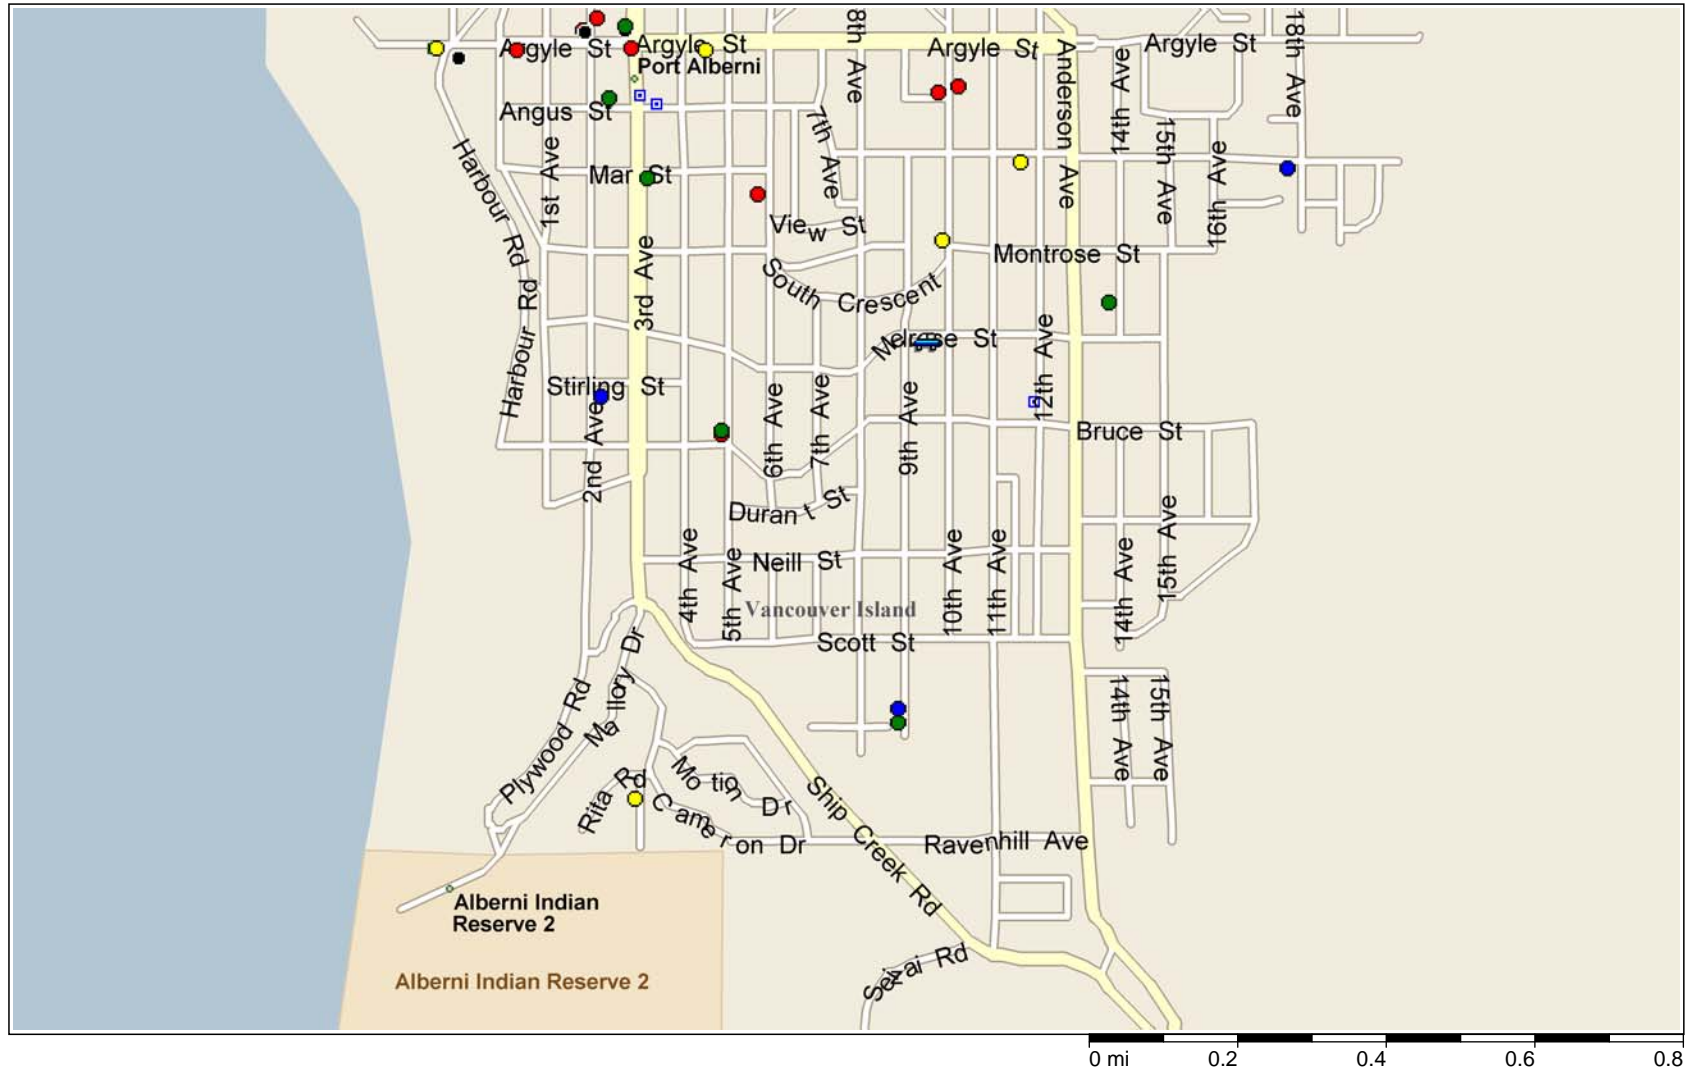 8th Ave
18th Ave
Argyle St
Argyle St
Argyle St
Argyle St
Port Alberni
Anderson Ave
14th Ave
Angus St
7th Ave
15th Ave
Harbour Rd
1st Ave
16th Ave
Mar St
View St
3rd Ave
Montrose St
South Crescent
Harbour Rd
Melrose St
12th Ave
Stirling St
2nd Ave
6th Ave
7th Ave
9th Ave
Bruce St
Durant St
4th Ave
5th Ave
Neill St
10th Ave
11th Ave
14th Ave
15th Ave
Vancouver Island
Scott St
Mallory Dr
Plywood Rd
14th Ave
15th Ave
Rita Rd
Motion Dr
Cameron Dr
Ship Creek Rd
Ravenhill Ave
Alberni Indian
Reserve 2
Alberni Indian Reserve 2
0 mi 0.2 0.4 0.6 0.8